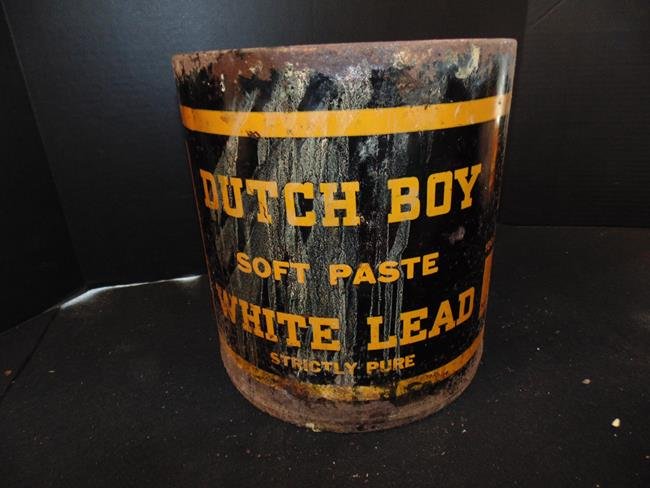 DUTCH BOY
SOFT PASTE
WHITE LEAD
STRICTLY PURE